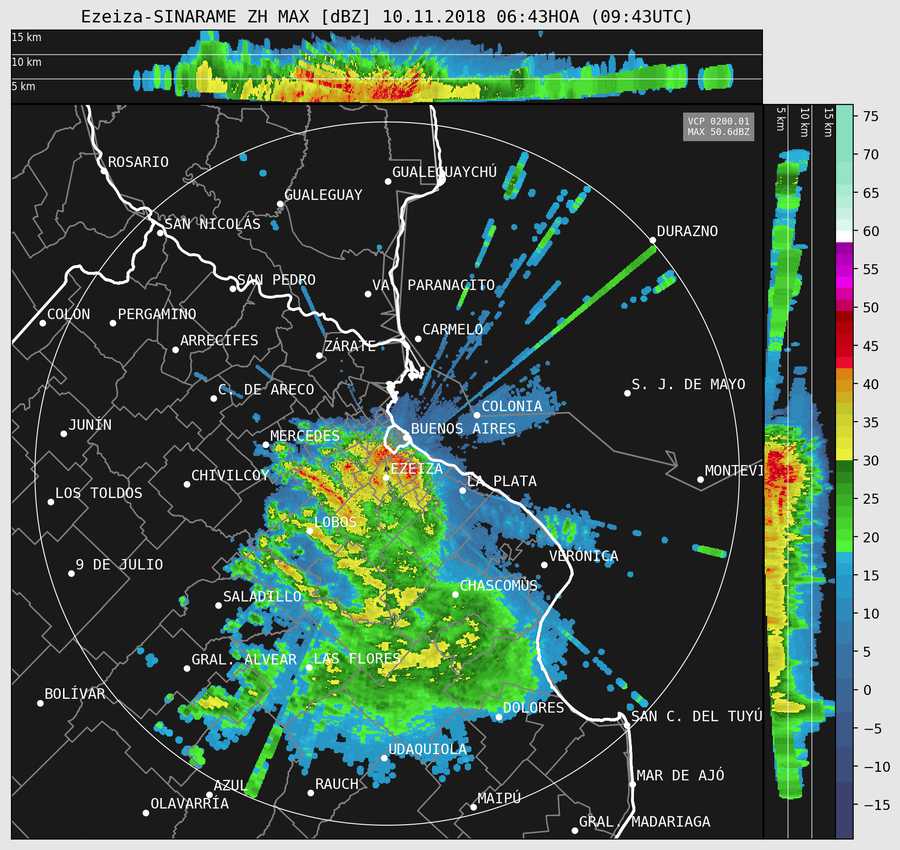 Ezeiza-SINARAME ZH MAX [dBZ] 10.11.2018 06:43HOA (09:43UTC)
15 km
10 km
5 km
VCP 0200.01
MAX 50.6dBZ
5 km
10 km
15 km
75
70
65
60
55
50
45
40
35
30
25
20
15
10
5
0
−5
−10
−15
ROSARIO
GUALEGUAYCHÚ
GUALEGUAY
SAN NICOLÁS
DURAZNO
SAN PEDRO
VA. PARANACITO
COLÓN
PERGAMINO
CARMELO
ARRECIFES
ZÁRATE
C. DE ARECO
S. J. DE MAYO
COLONIA
JUNÍN
MERCEDES
BUENOS AIRES
CHIVILCOY
EZEIZA
LA PLATA
MONTEVI
LOS TOLDOS
LOBOS
VERÓNICA
9 DE JULIO
SALADILLO
CHASCOMÚS
GRAL. ALVEAR
LAS FLORES
BOLÍVAR
DOLORES
SAN C. DEL TUYÚ
UDAQUIOLA
AZUL
RAUCH
MAR DE AJÓ
OLAVARRÍA
MAIPÚ
GRAL. MADARIAGA